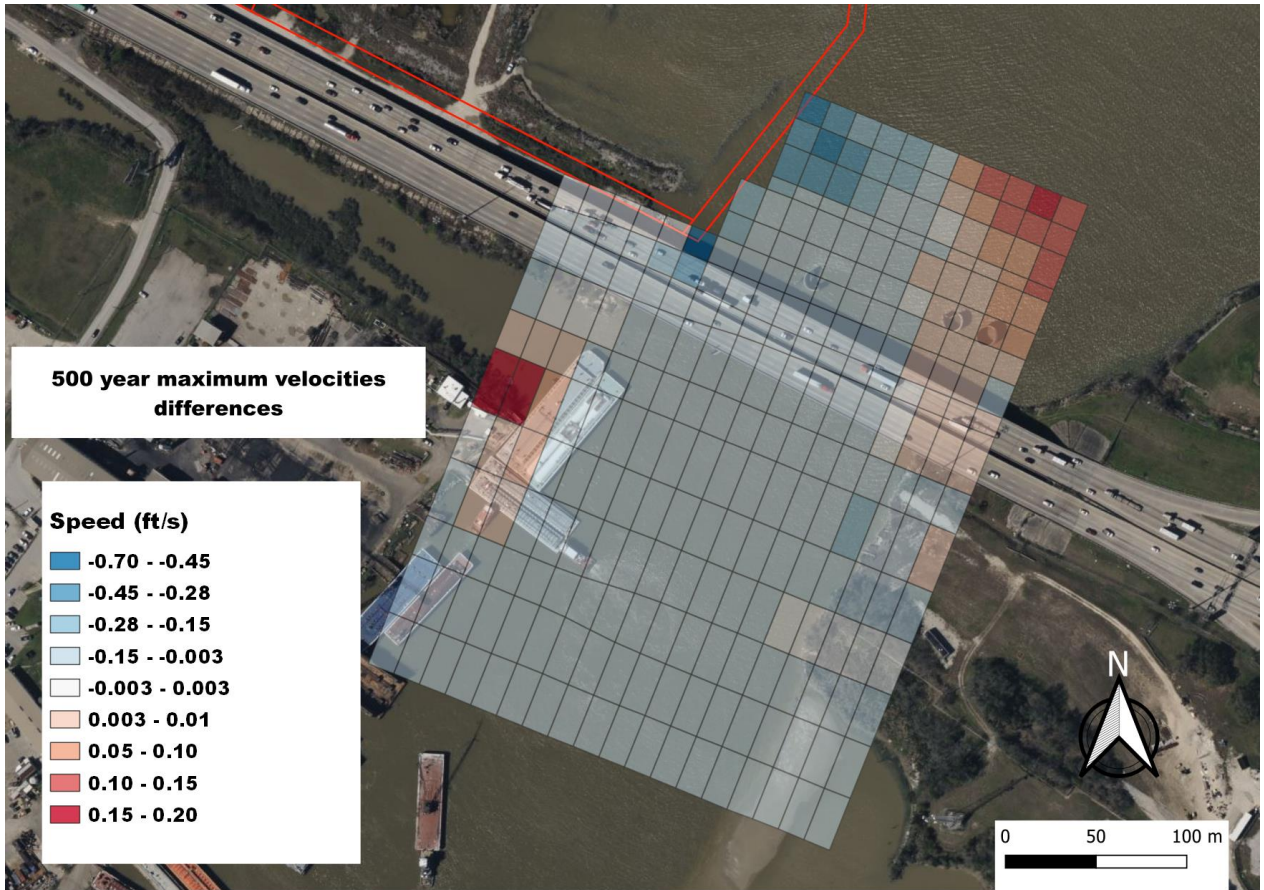 500 year maximum velocities
differences
Speed (ft/s)
-0.70 - -0.45
-0.45 - -0.28
-0.28 - -0.15
-0.15 - -0.003
-0.003 - 0.003
0.003 - 0.01
0.05 - 0.10
0.10 - 0.15
0.15 - 0.20
N
0 50 100 m